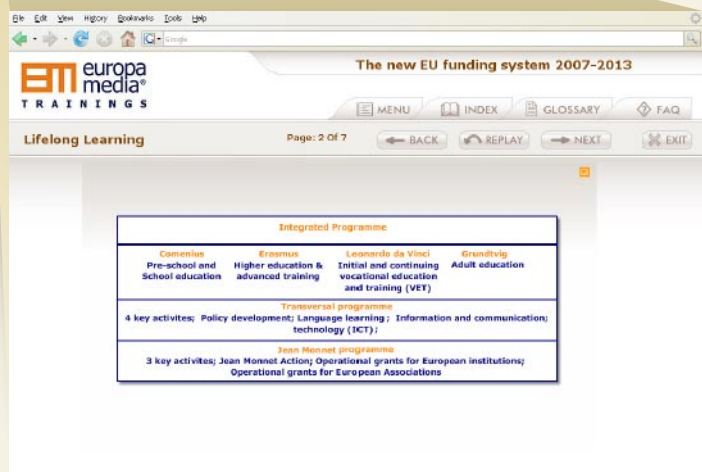 File Edit View History Bookmarks Tools Help
Google
EM europa
media®
TRAININGS
The new EU funding system 2007-2013
MENU INDEX GLOSSARY FAQ
Lifelong Learning Page: 2 Of 7 BACK REPLAY NEXT EXIT
Integrated Programme
Comenius Erasmus Leonardo da Vinci Grundtvig
Pre-school and Higher education & Initial and continuing Adult education
School education advanced training vocational education
and training (VET)
Transversal programme
4 key activites; Policy development; Language learning ; Information and communication;
technology (ICT);
Jean Monnet programme
3 key activites; Jean Monnet Action; Operational grants for European institutions;
Operational grants for European Associations